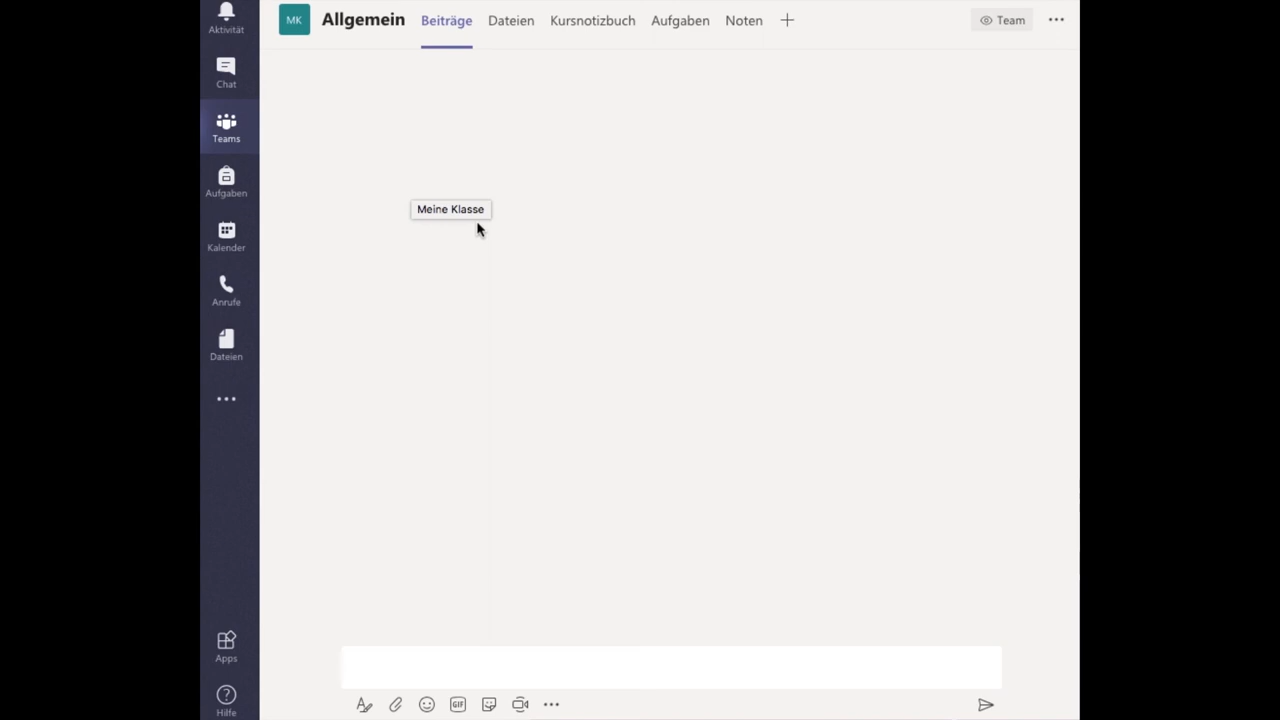 Aktivität
Chat
Teams
Aufgaben
Kalender
Anrufe
Dateien
Apps
Hilfe
MK Allgemein Beiträge Dateien Kursnotizbuch Aufgaben Noten Team
Meine Klasse
GIF